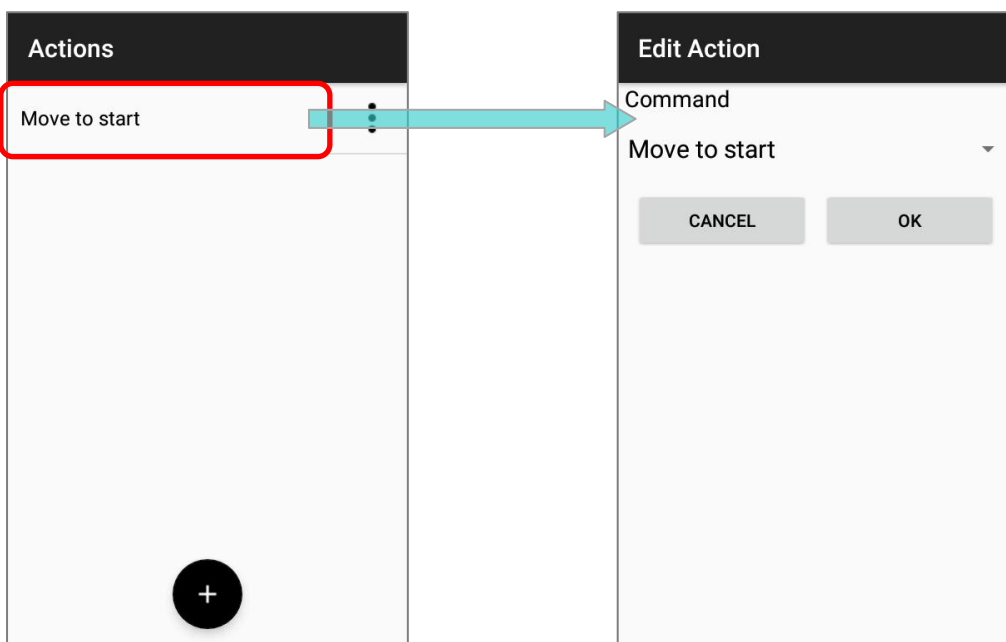 Actions
Move to start
+
Edit Action
Command
Move to start
CANCEL
OK